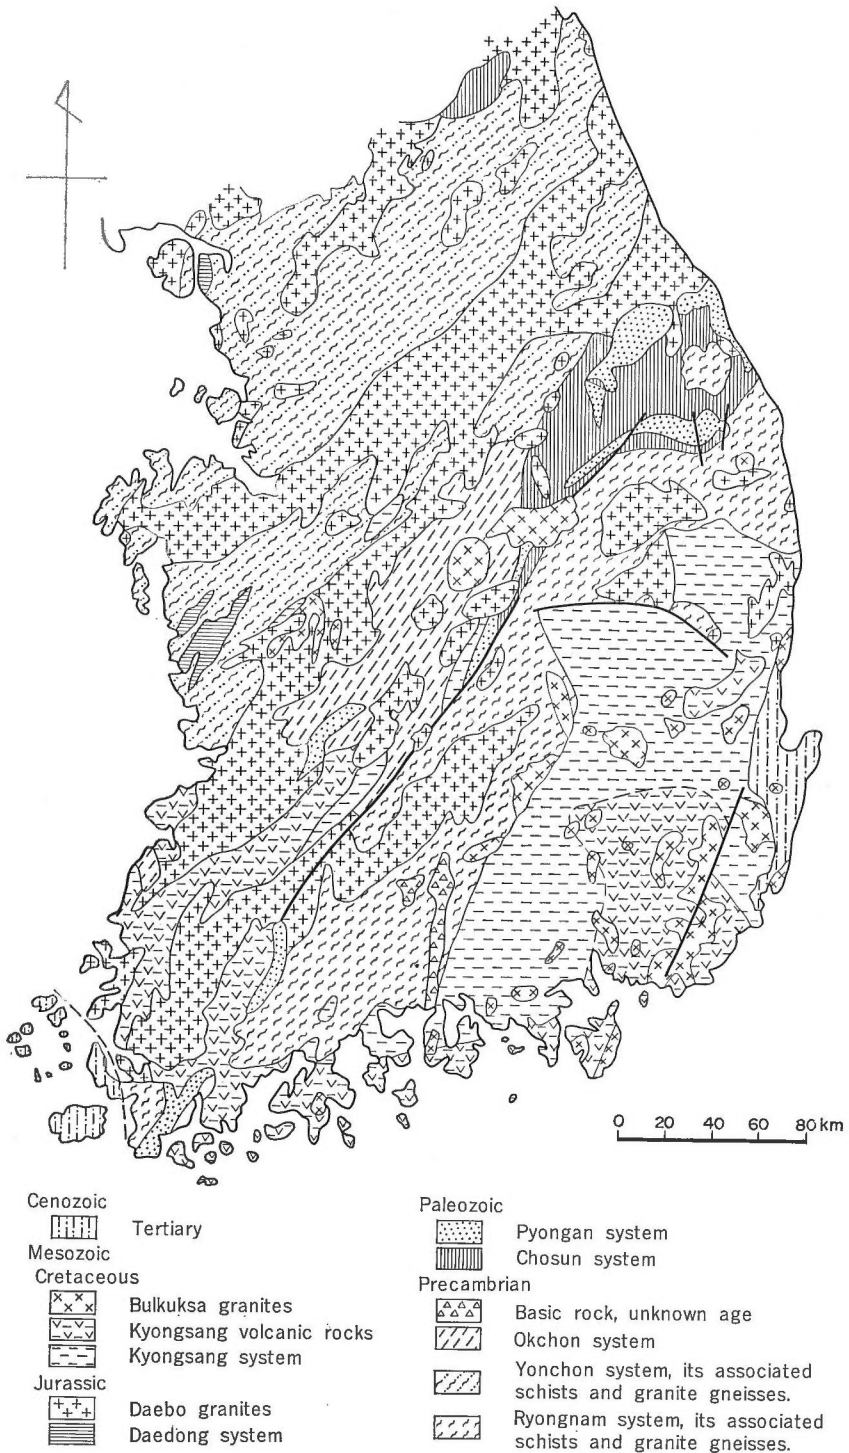 0 20 40 60 80 km
Cenozoic
Tertiary
Mesozoic
Cretaceous
Bulkuksa granites
Kyongsang volcanic rocks
Kyongsang system
Jurassic
Daebo granites
Daedong system
Paleozoic
Pyongan system
Chosun system
Precambrian
Basic rock, unknown age
Okchon system
Yonchon system, its associated
schists and granite gneisses.
Ryongnam system, its associated
schists and granite gneisses.